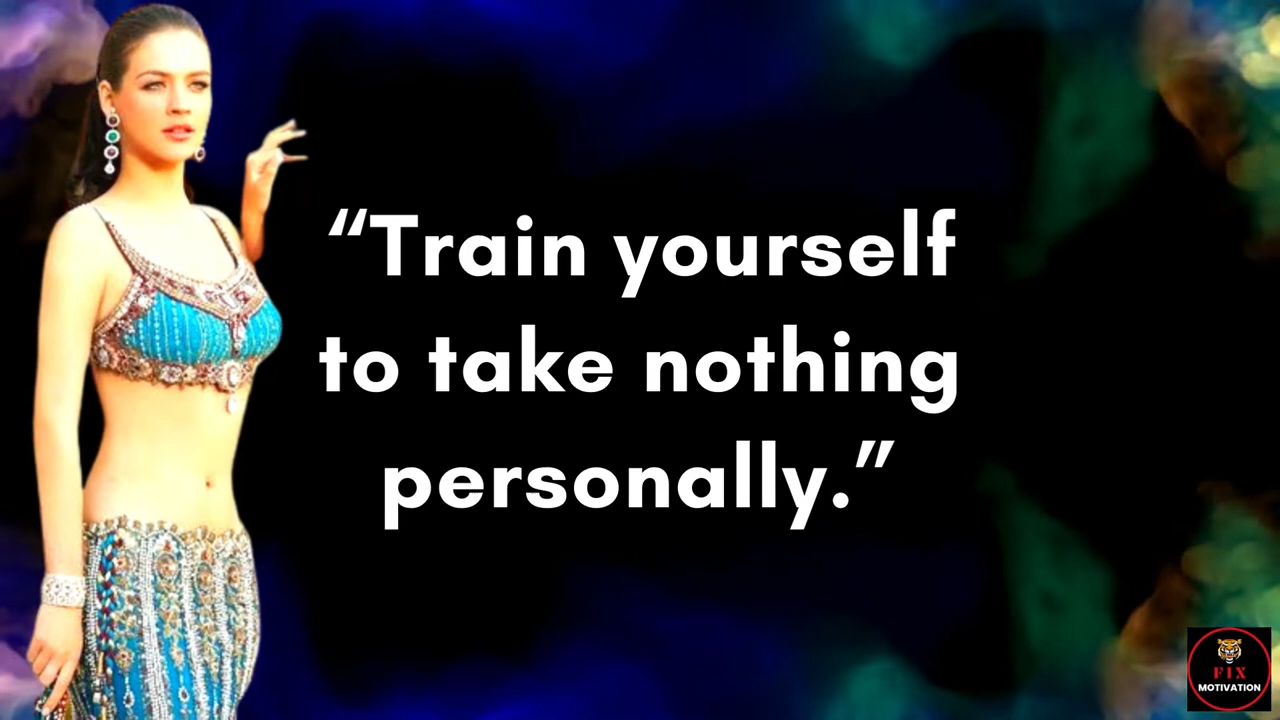 “Train yourself
to take nothing
personally.”
FIX
MOTIVATION